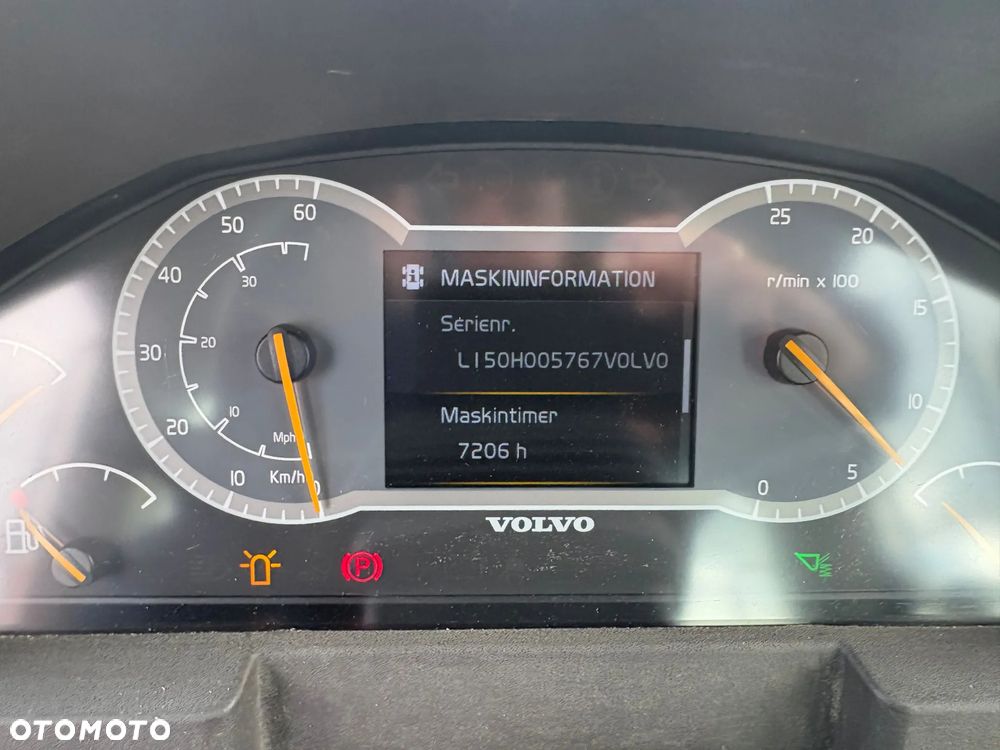 MASKININFORMATION
Serienr.
L150H005767VOLVO
Maskintimer
7206 h
60
50
40
30
20
10
0
Km/h
30
20
10
Mph
25
20
15
10
5
0
r/min x 100
VOLVO
P
OTOMOTO